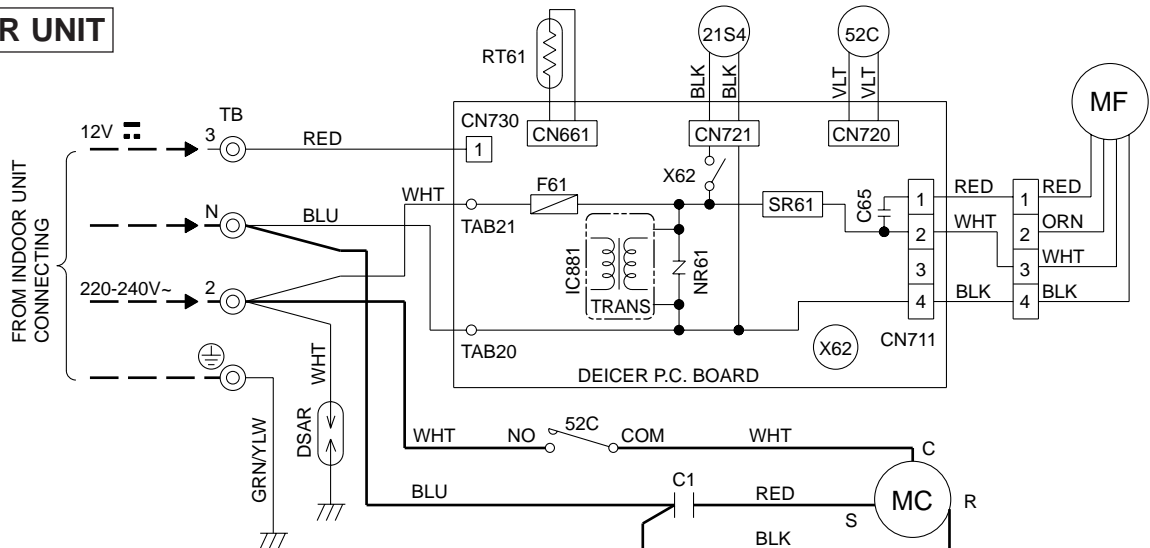 R UNIT
RT61
21S4
52C
BLK
BLK
VLT
VLT
MF
12V
3
TB
RED
CN730
1
CN661
CN721
CN720
FROM INDOOR UNIT
CONNECTING
N
BLU
WHT
TAB21
F61
X62
SR61
C65
1
2
3
4
RED
WHT
BLK
1
2
3
4
RED
ORN
WHT
BLK
220-240V~
2
IC881
TRANS
NR61
TAB20
X62
CN711
DEICER P.C. BOARD
GRN/YLW
WHT
DSAR
WHT
NO
52C
COM
WHT
C
BLU
C1
RED
S
MC
R
BLK